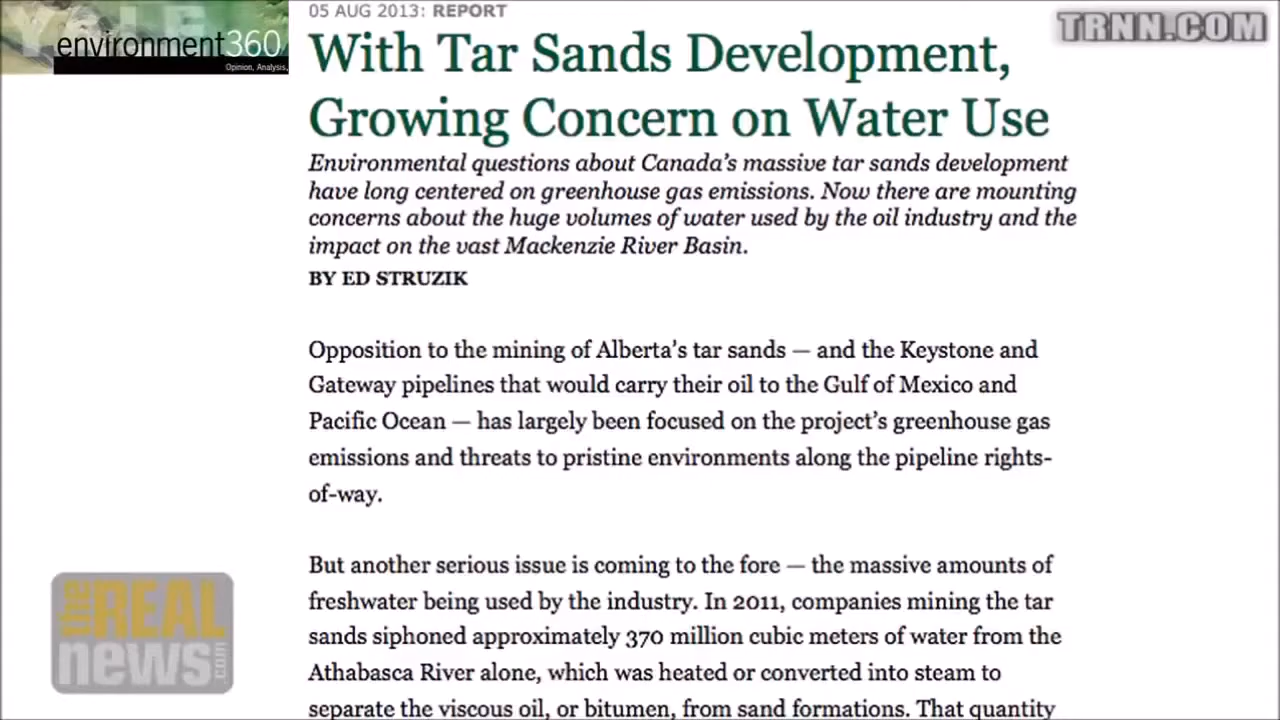 05 AUG 2013: REPORT
TRNN.COM
YALE
environment360
Opinion, Analysis,
With Tar Sands Development,
Growing Concern on Water Use
Environmental questions about Canada's massive tar sands development
have long centered on greenhouse gas emissions. Now there are mounting
concerns about the huge volumes of water used by the oil industry and the
impact on the vast Mackenzie River Basin.
BY ED STRUZIK
Opposition to the mining of Alberta's tar sands — and the Keystone and
Gateway pipelines that would carry their oil to the Gulf of Mexico and
Pacific Ocean — has largely been focused on the project's greenhouse gas
emissions and threats to pristine environments along the pipeline rights-
of-way.
But another serious issue is coming to the fore — the massive amounts of
freshwater being used by the industry. In 2011, companies mining the tar
sands siphoned approximately 370 million cubic meters of water from the
Athabasca River alone, which was heated or converted into steam to
separate the viscous oil, or bitumen, from sand formations. That quantity
the REAL
news.com